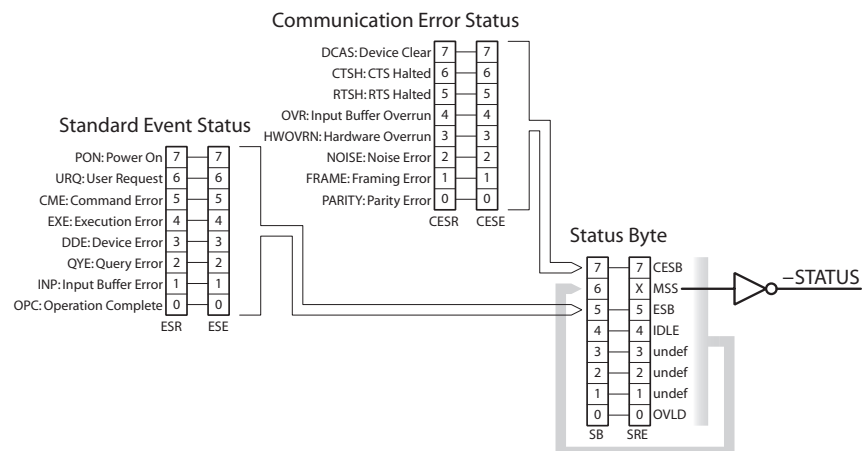 Communication Error Status
DCAS: Device Clear 7 7
CTSH: CTS Halted 6 6
RTSH: RTS Halted 5 5
OVR: Input Buffer Overrun 4 4
HWOVRN: Hardware Overrun 3 3
NOISE: Noise Error 2 2
FRAME: Framing Error 1 1
PARITY: Parity Error 0 0
CESR CESE
Standard Event Status
PON: Power On 7 7
URQ: User Request 6 6
CME: Command Error 5 5
EXE: Execution Error 4 4
DDE: Device Error 3 3
QYE: Query Error 2 2
INP: Input Buffer Error 1 1
OPC: Operation Complete 0 0
ESR ESE
Status Byte
7 7 CESB
6 X MSS
5 5 ESB
4 4 IDLE
3 3 undef
2 2 undef
1 1 undef
0 0 OVLD
SB SRE
–STATUS